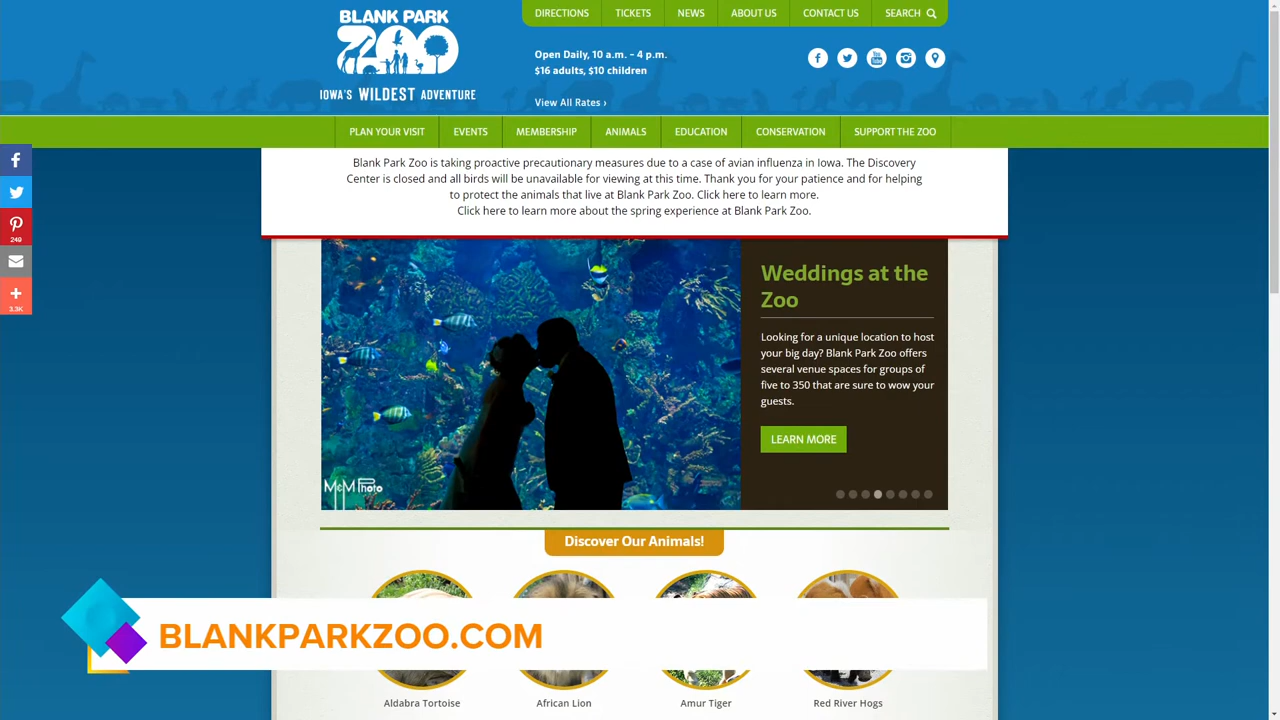 BLANK PARK
ZOO
IOWA'S WILDEST ADVENTURE
DIRECTIONS
TICKETS
NEWS
ABOUT US
CONTACT US
SEARCH
Open Daily, 10 a.m. - 4 p.m.
$16 adults, $10 children
View All Rates ›
PLAN YOUR VISIT
EVENTS
MEMBERSHIP
ANIMALS
EDUCATION
CONSERVATION
SUPPORT THE ZOO
Blank Park Zoo is taking proactive precautionary measures due to a case of avian influenza in Iowa. The Discovery
Center is closed and all birds will be unavailable for viewing at this time. Thank you for your patience and for helping
to protect the animals that live at Blank Park Zoo. Click here to learn more.
Click here to learn more about the spring experience at Blank Park Zoo.
249
3.3K
Weddings at the
Zoo
Looking for a unique location to host
your big day? Blank Park Zoo offers
several venue spaces for groups of
five to 350 that are sure to wow your
guests.
LEARN MORE
McM Photo
Discover Our Animals!
BLANKPARKZOO.COM
Aldabra Tortoise
African Lion
Amur Tiger
Red River Hogs